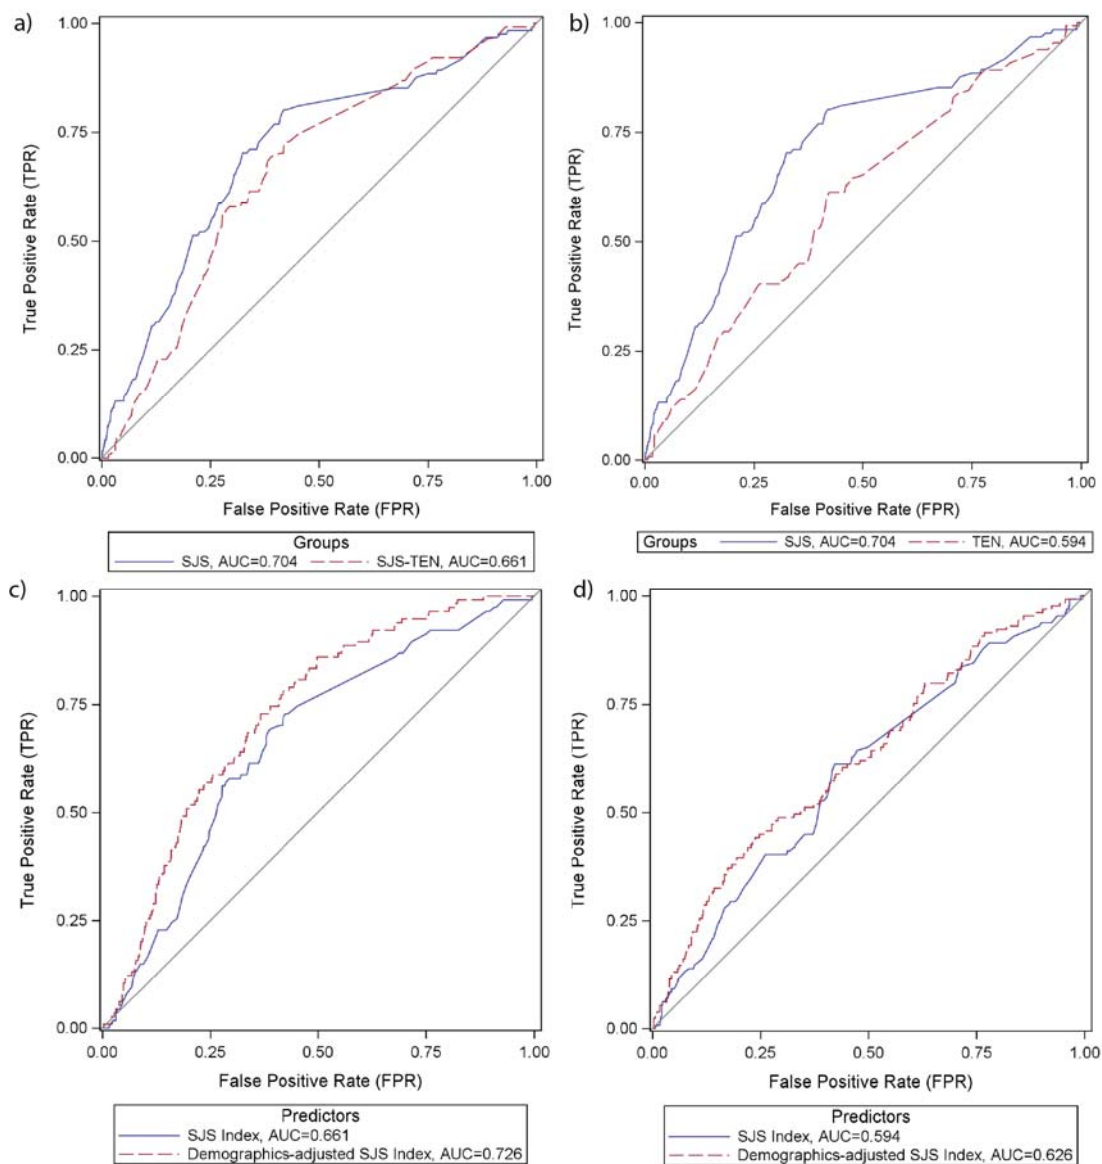 a)
1.00
0.75
0.50
0.25
0.00
True Positive Rate (TPR)
0.00 0.25 0.50 0.75 1.00
False Positive Rate (FPR)
Groups
SJS, AUC=0.704 SJS-TEN, AUC=0.661
b)
1.00
0.75
0.50
0.25
0.00
True Positive Rate (TPR)
0.00 0.25 0.50 0.75 1.00
False Positive Rate (FPR)
Groups SJS, AUC=0.704 TEN, AUC=0.594
c)
1.00
0.75
0.50
0.25
0.00
True Positive Rate (TPR)
0.00 0.25 0.50 0.75 1.00
False Positive Rate (FPR)
Predictors
SJS Index, AUC=0.661
Demographics-adjusted SJS Index, AUC=0.726
d)
1.00
0.75
0.50
0.25
0.00
True Positive Rate (TPR)
0.00 0.25 0.50 0.75 1.00
False Positive Rate (FPR)
Predictors
SJS Index, AUC=0.594
Demographics-adjusted SJS Index, AUC=0.626